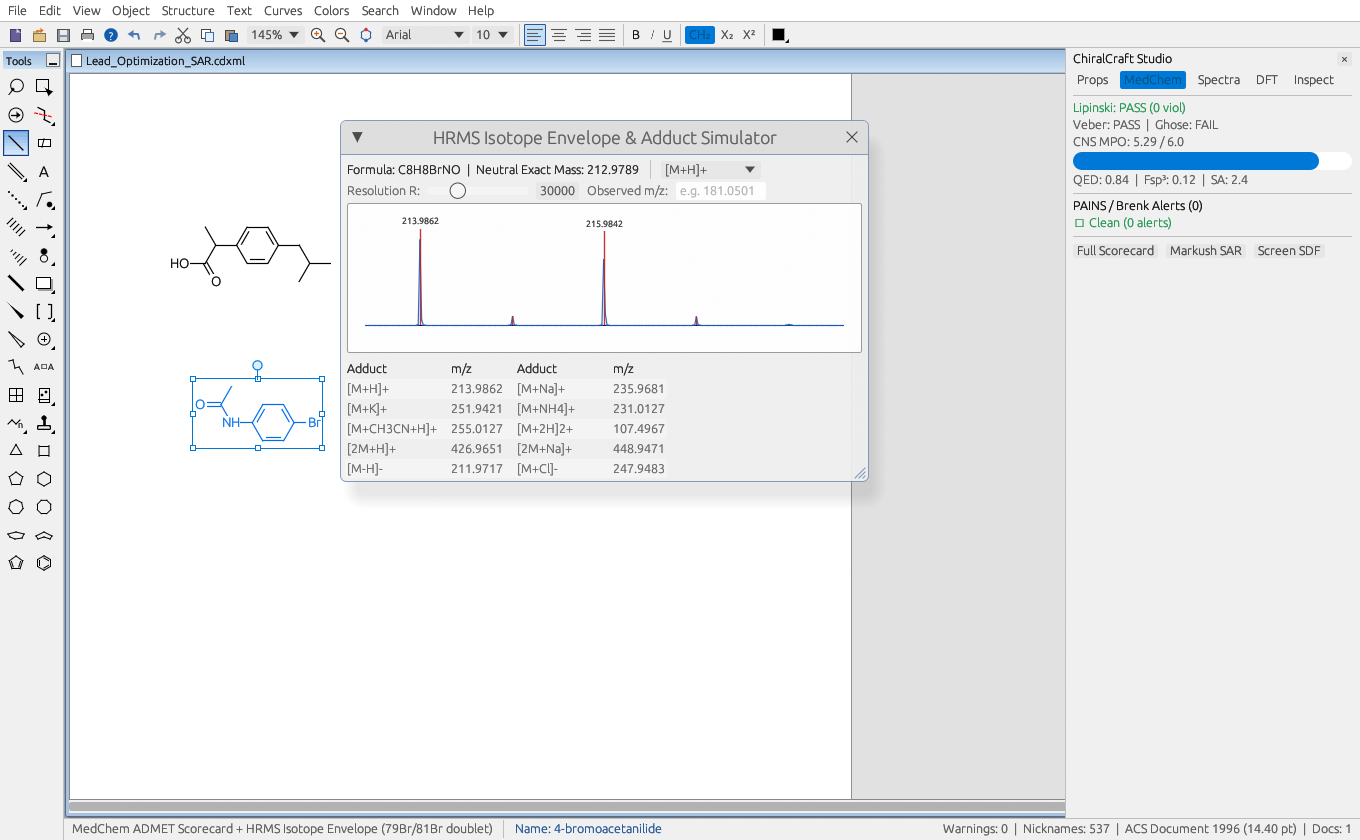 File Edit View Object Structure Text Curves Colors Search Window Help
145% Arial 10 B I U CH₂ X₂ X²
Tools
Lead_Optimization_SAR.cdxml
A
HO
O
O
NH
Br
HRMS Isotope Envelope & Adduct Simulator
Formula: C8H8BrNO | Neutral Exact Mass: 212.9789 [M+H]+
Resolution R: 30000 Observed m/z: e.g. 181.0501
213.9862
215.9842
Adduct m/z Adduct m/z
[M+H]+ 213.9862 [M+Na]+ 235.9681
[M+K]+ 251.9421 [M+NH4]+ 231.0127
[M+CH3CN+H]+ 255.0127 [M+2H]2+ 107.4967
[2M+H]+ 426.9651 [2M+Na]+ 448.9471
[M-H]- 211.9717 [M+Cl]- 247.9483
ChiralCraft Studio
Props MedChem Spectra DFT Inspect
Lipinski: PASS (0 viol)
Veber: PASS | Ghose: FAIL
CNS MPO: 5.29 / 6.0
QED: 0.84 | Fsp³: 0.12 | SA: 2.4
PAINS / Brenk Alerts (0)
Clean (0 alerts)
Full Scorecard Markush SAR Screen SDF
MedChem ADMET Scorecard + HRMS Isotope Envelope (79Br/81Br doublet) Name: 4-bromoacetanilide Warnings: 0 | Nicknames: 537 | ACS Document 1996 (14.40 pt) | Docs: 1